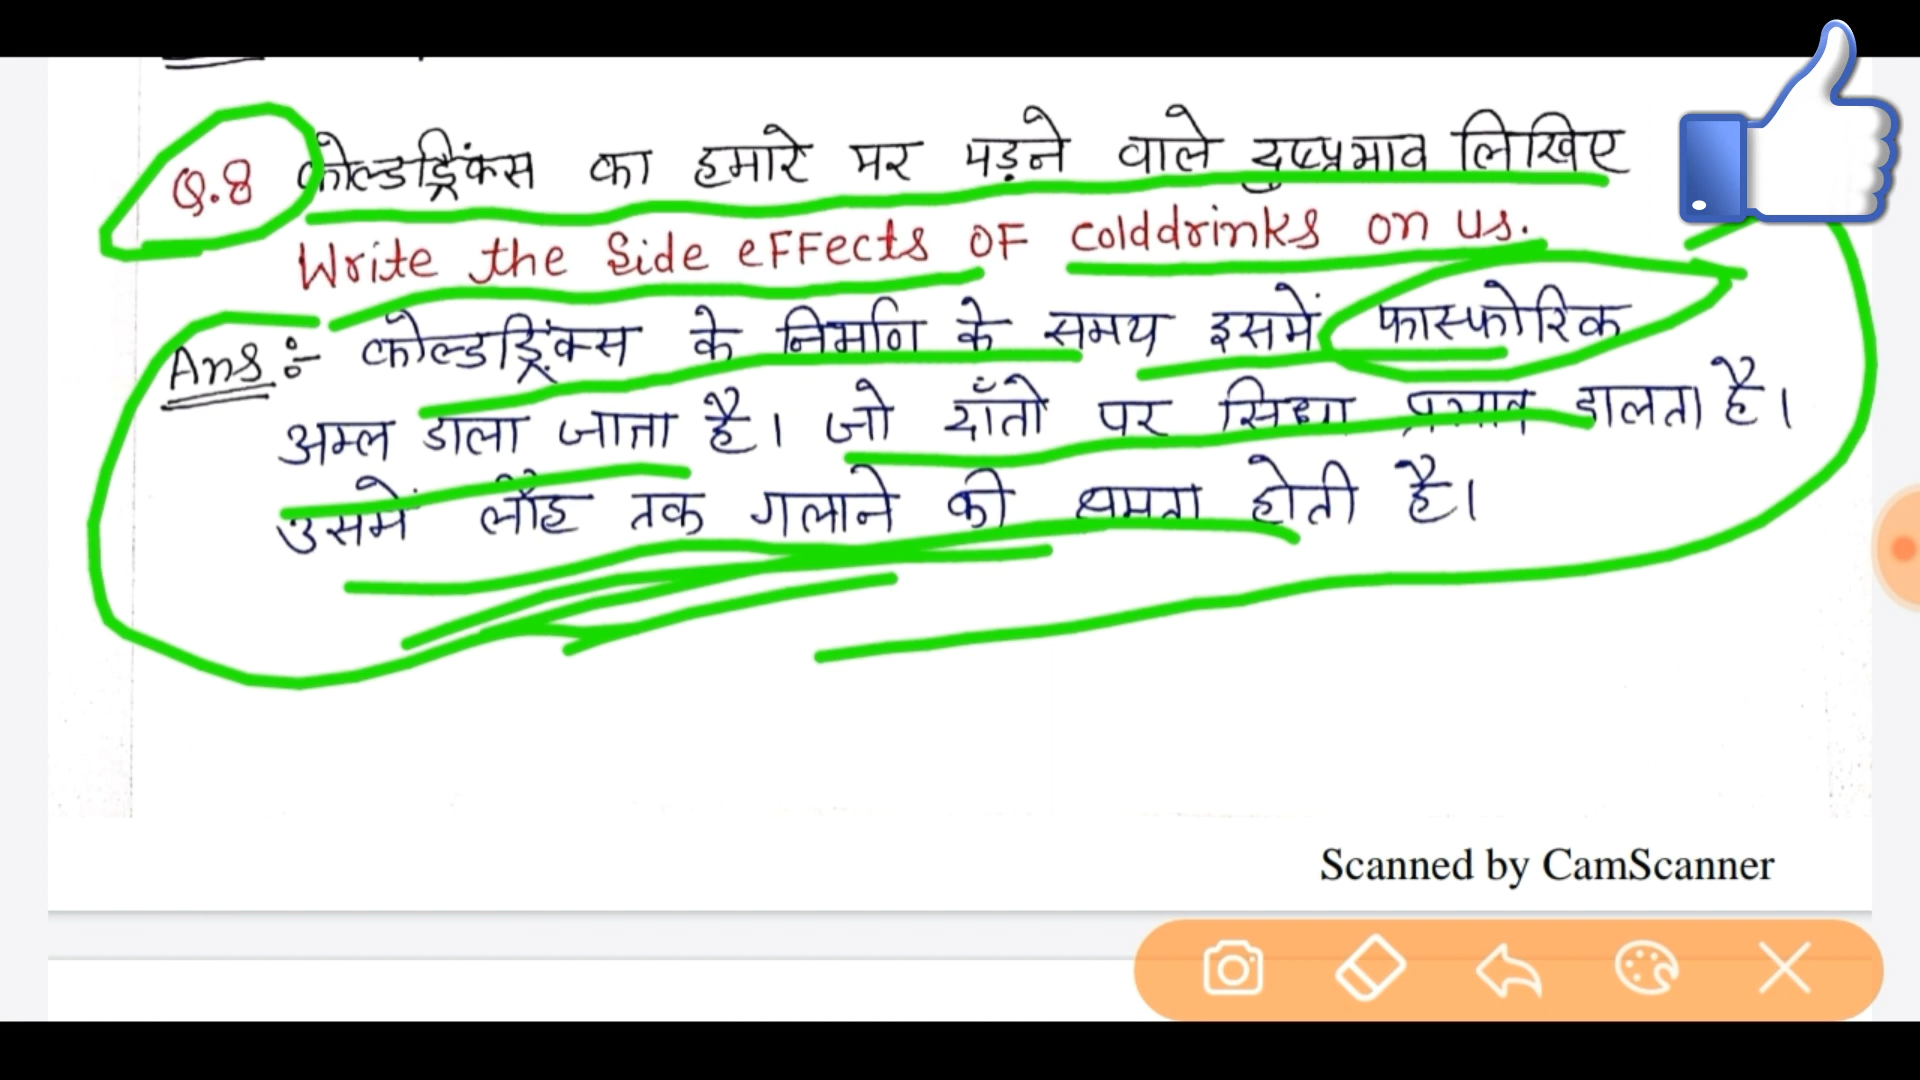 Q.8 कोल्डड्रिंक्स का हमारे पर पड़ने वाले दुष्प्रभाव लिखिए
Write the Side eFFects OF colddrinks on us.
Ans :- कोल्डड्रिंक्स के निर्माण के समय इसमें फास्फोरिक
अम्ल डाला जाता है। जो दाँतो पर सिधा प्रभाव डालता है।
उसमें लौह तक गलाने की क्षमता होती है।
Scanned by CamScanner